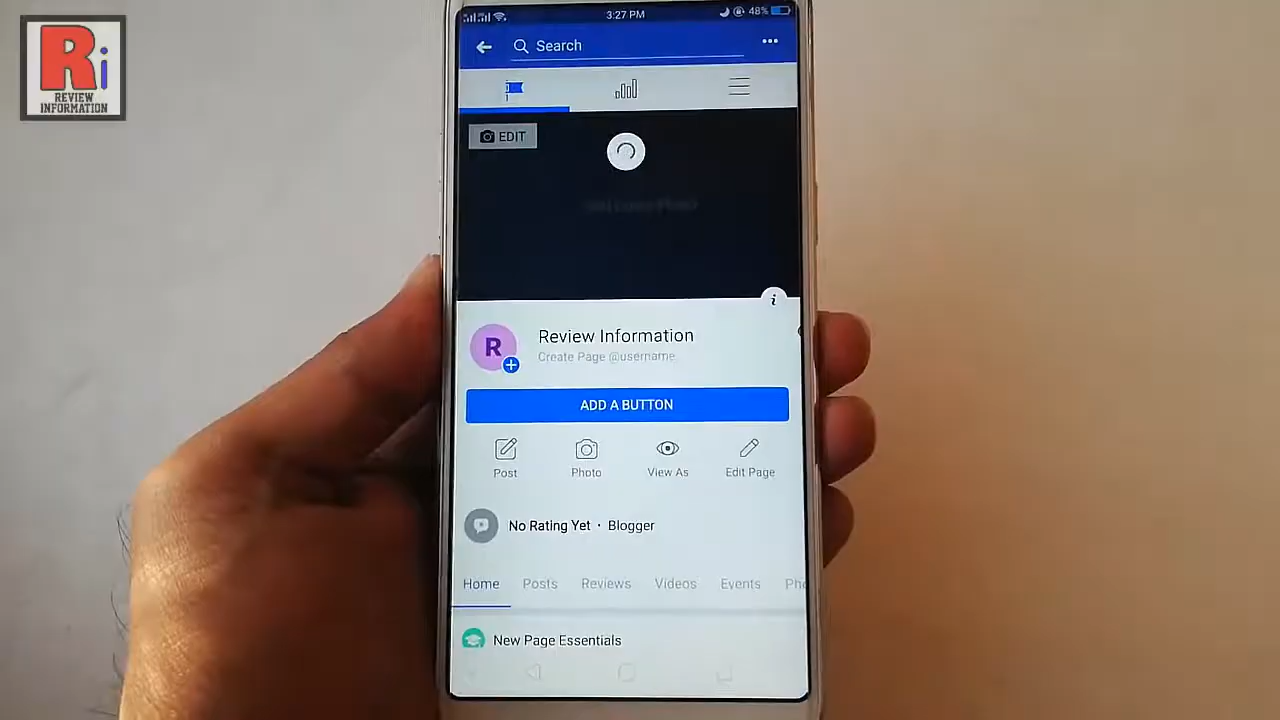 Ri
REVIEW
INFORMATION
3:27 PM
48%
Search
EDIT
i
R
Review Information
Create Page @username
ADD A BUTTON
Post
Photo
View As
Edit Page
No Rating Yet · Blogger
Home
Posts
Reviews
Videos
Events
Pho
New Page Essentials